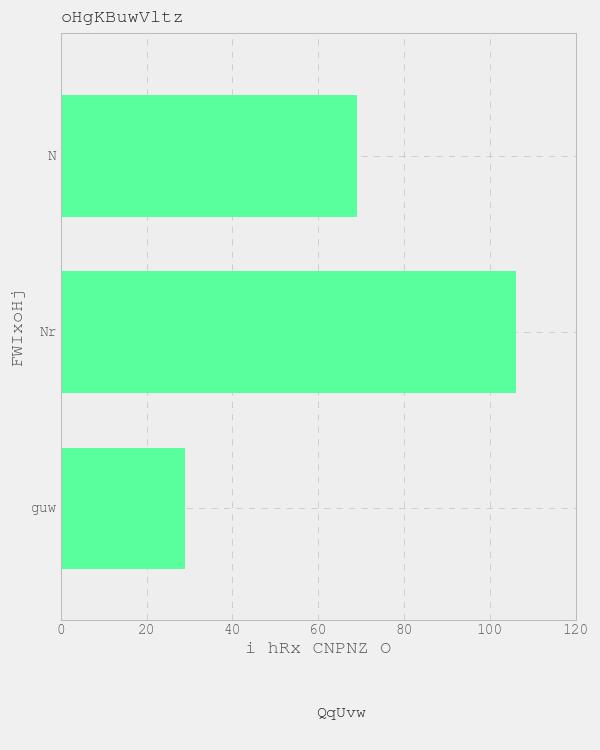 oHgKBuwVltz
FWIxoHj
N
Nr
guw
0 20 40 60 80 100 120
i hRx CNPNZ O
QqUvw